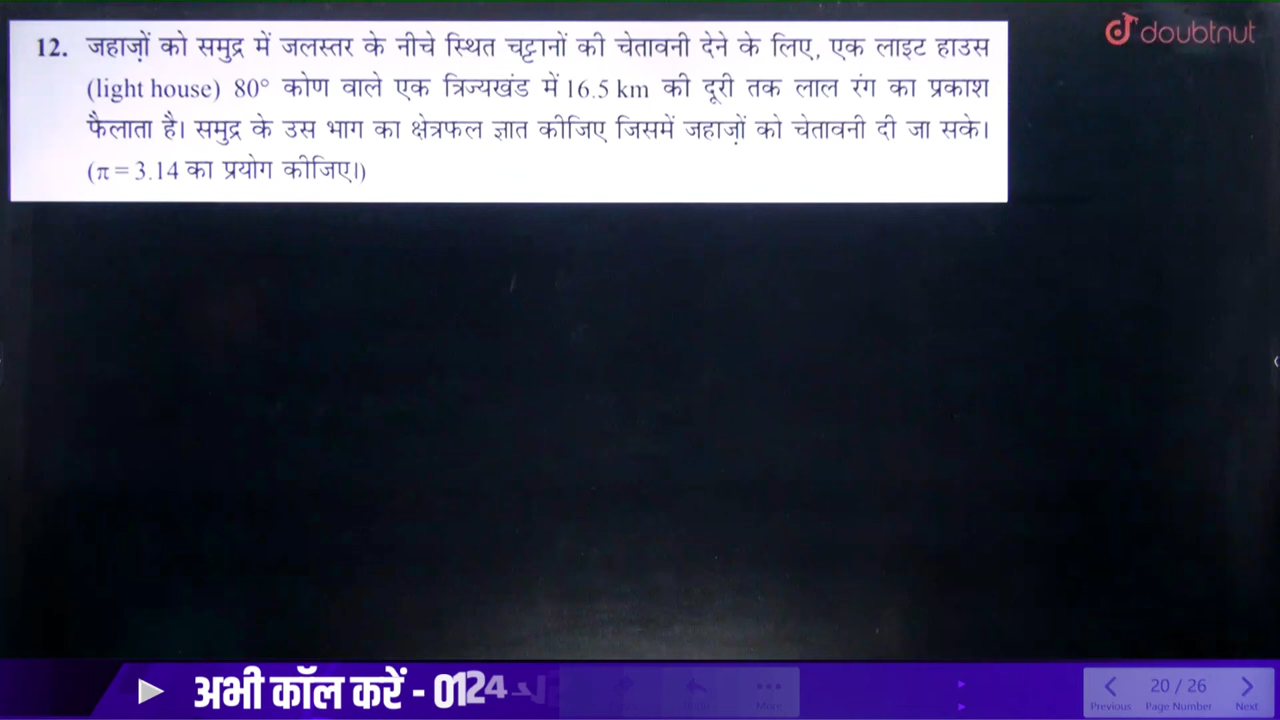 doubtnut
12. जहाज़ों को समुद्र में जलस्तर के नीचे स्थित चट्टानों की चेतावनी देने के लिए, एक लाइट हाउस
(light house) 80° कोण वाले एक त्रिज्यखंड में 16.5 km की दूरी तक लाल रंग का प्रकाश
फैलाता है। समुद्र के उस भाग का क्षेत्रफल ज्ञात कीजिए जिसमें जहाज़ों को चेतावनी दी जा सके।
(π = 3.14 का प्रयोग कीजिए।)
अभी कॉल करें - 0124
More
20 / 26
Previous Page Number Next